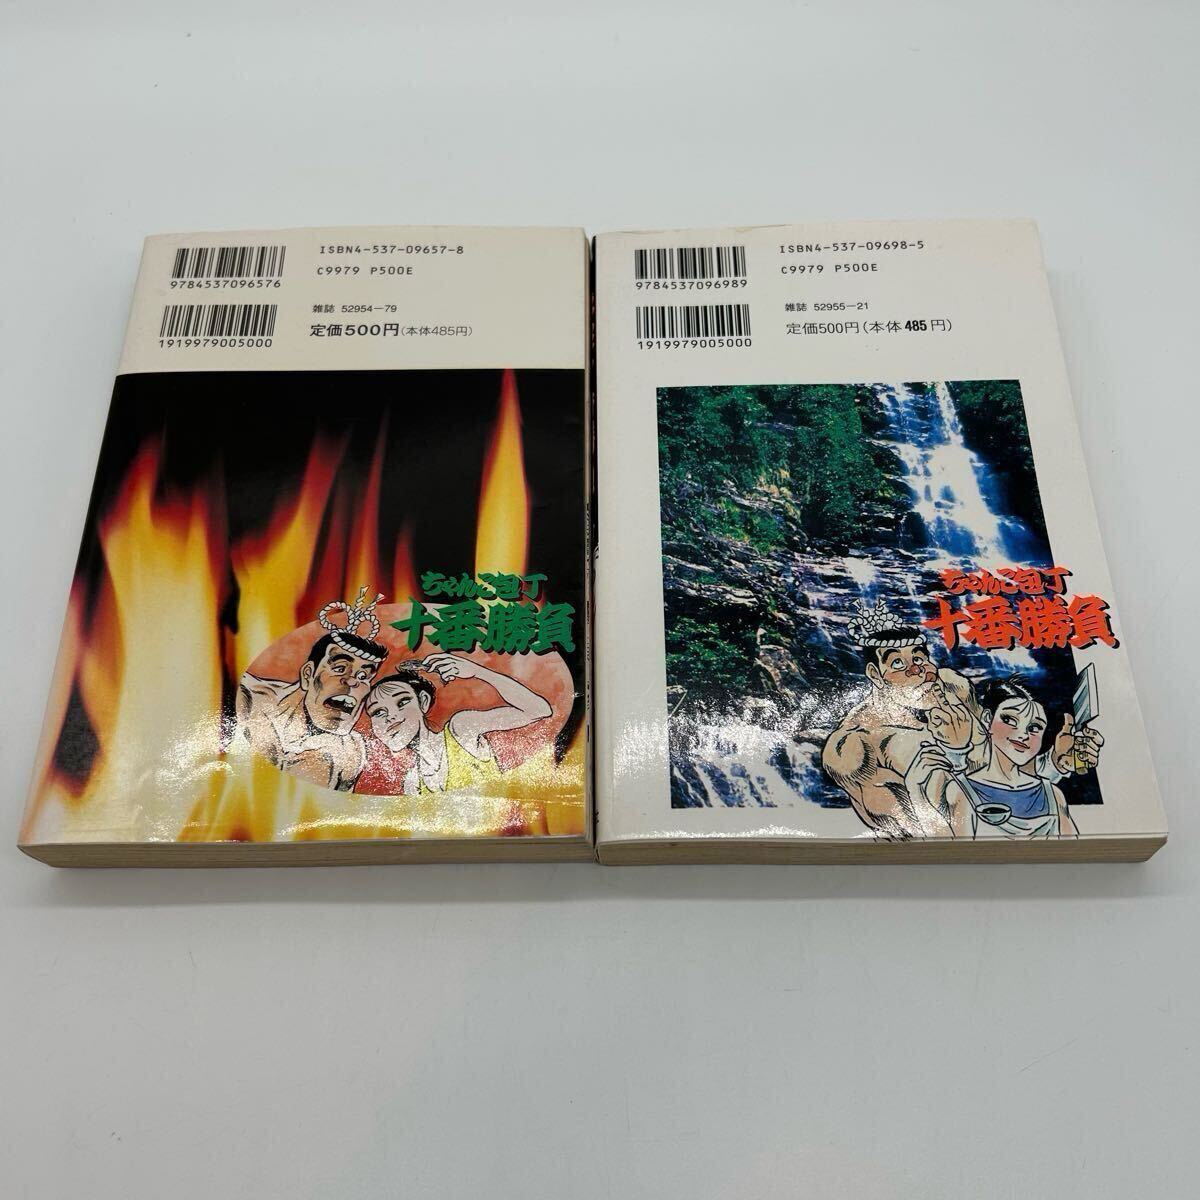 ISBN4-537-09657-8
C9979 P500E
9784537096576
雑誌 52954-79
定価500円(本体485円)
1919979005000
ちゃんこ包丁
十番勝負
ISBN4-537-09698-5
C9979 P500E
9784537096989
雑誌 52955-21
定価500円(本体485円)
1919979005000
ちゃんこ包丁
十番勝負